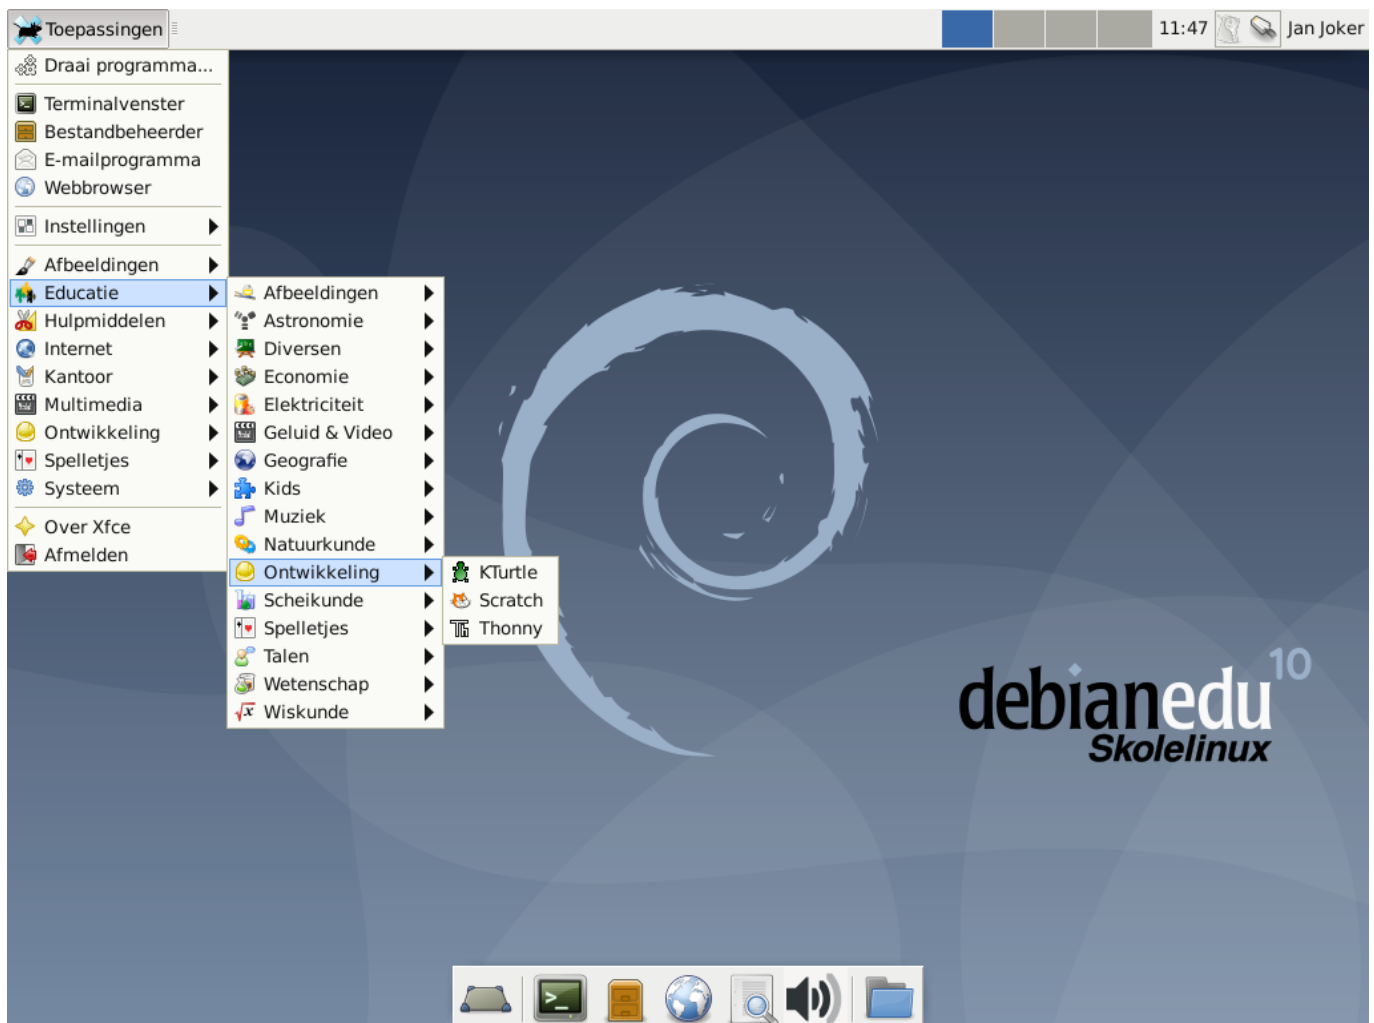 Toepassingen
11:47
Jan Joker
Draai programma...
Terminalvenster
Bestandbeheerder
E-mailprogramma
Webbrowser
Instellingen
Afbeeldingen
Educatie
Hulpmiddelen
Internet
Kantoor
Multimedia
Ontwikkeling
Spelletjes
Systeem
Over Xfce
Afmelden
Afbeeldingen
Astronomie
Diversen
Economie
Elektriciteit
Geluid & Video
Geografie
Kids
Muziek
Natuurkunde
Ontwikkeling
Scheikunde
Spelletjes
Talen
Wetenschap
Wiskunde
KTurtle
Scratch
Thonny
debianedu 10
Skolelinux